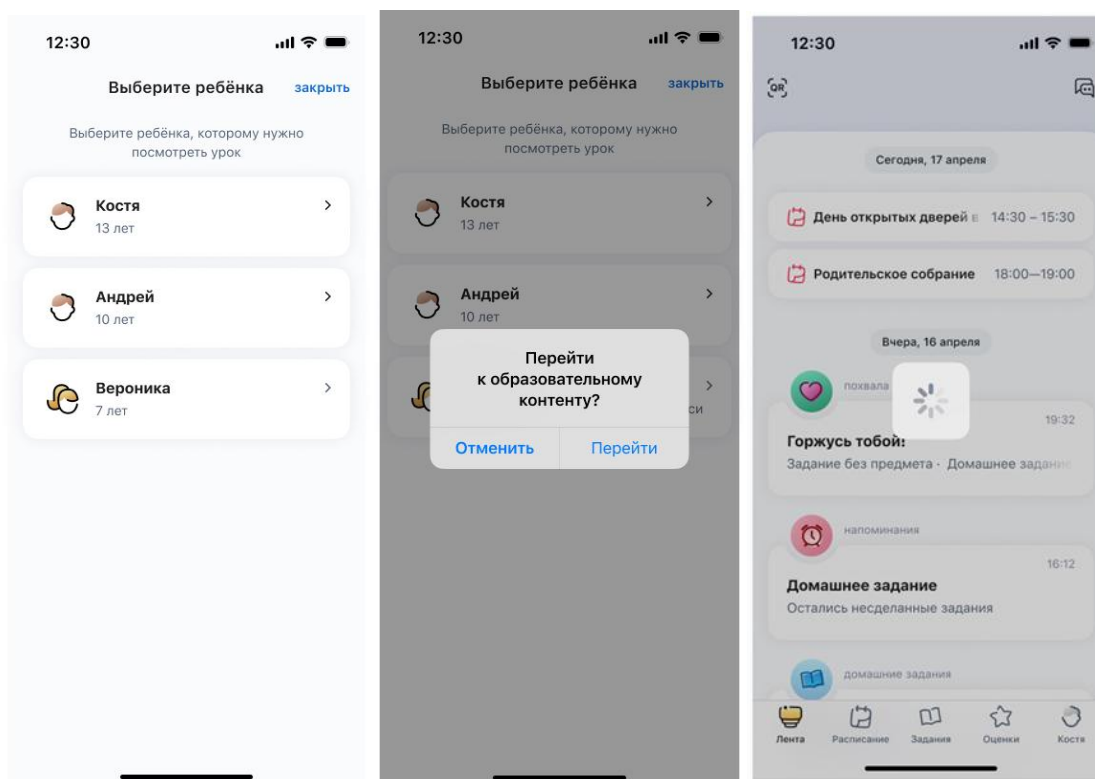 12:30
Выберите ребёнка
закрыть
Выберите ребёнка, которому нужно
посмотреть урок
Костя
13 лет
Андрей
10 лет
Вероника
7 лет
12:30
Выберите ребёнка
закрыть
Выберите ребёнка, которому нужно
посмотреть урок
Костя
13 лет
Андрей
10 лет
си
Перейти
к образовательному
контенту?
Отменить
Перейти
12:30
QR
Сегодня, 17 апреля
День открытых дверей в
14:30 – 15:30
Родительское собрание
18:00—19:00
Вчера, 16 апреля
похвала
19:32
Горжусь тобой!
Задание без предмета · Домашнее задание
напоминания
16:12
Домашнее задание
Остались несделанные задания
домашние задания
Лента
Расписание
Задания
Оценки
Костя